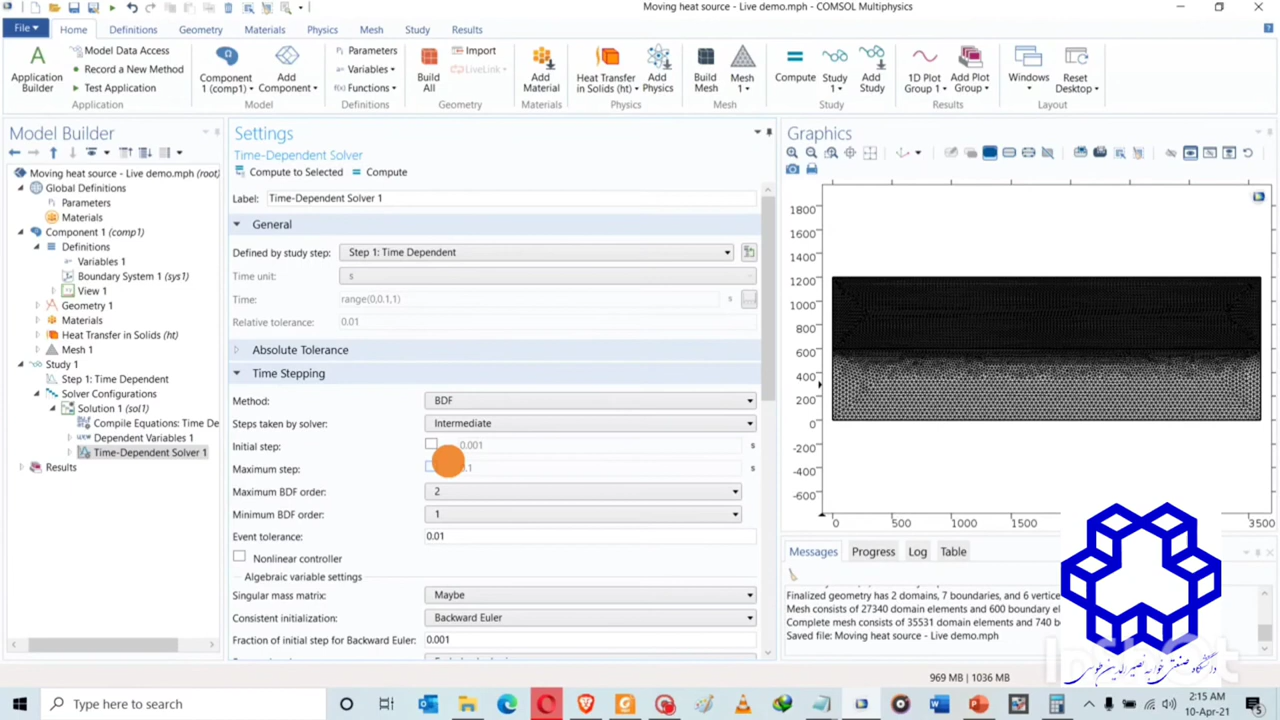 Moving heat source - Live demo.mph - COMSOL Multiphysics
File Home Definitions Geometry Materials Physics Mesh Study Results
Application Builder
Model Data Access
Record a New Method
Test Application
Application
Component 1 (comp1)
Add Component
Model
Parameters
Variables
f(x) Functions
Definitions
Build All
Import
LiveLink
Geometry
Add Material
Materials
Heat Transfer in Solids (ht)
Add Physics
Physics
Build Mesh
Mesh 1
Mesh
Compute
Study 1
Add Study
Study
1D Plot Group 1
Add Plot Group
Results
Windows
Reset Desktop
Layout
Model Builder
Moving heat source - Live demo.mph (root)
Global Definitions
Parameters
Materials
Component 1 (comp1)
Definitions
Variables 1
Boundary System 1 (sys1)
View 1
Geometry 1
Materials
Heat Transfer in Solids (ht)
Mesh 1
Study 1
Step 1: Time Dependent
Solver Configurations
Solution 1 (sol1)
Compile Equations: Time De
Dependent Variables 1
Time-Dependent Solver 1
Results
Settings
Time-Dependent Solver
Compute to Selected = Compute
Label: Time-Dependent Solver 1
General
Defined by study step: Step 1: Time Dependent
Time unit: s
Time: range(0,0.1,1) s
Relative tolerance: 0.01
Absolute Tolerance
Time Stepping
Method: BDF
Steps taken by solver: Intermediate
Initial step: 0.001 s
Maximum step: s
Maximum BDF order: 2
Minimum BDF order: 1
Event tolerance: 0.01
Nonlinear controller
Algebraic variable settings
Singular mass matrix: Maybe
Consistent initialization: Backward Euler
Fraction of initial step for Backward Euler: 0.001
Graphics
1800
1600
1400
1200
1000
800
600
400
200
0
-200
-400
-600
0 500 1000 1500 3500
Messages Progress Log Table
Finalized geometry has 2 domains, 7 boundaries, and 6 vertice
Mesh consists of 27340 domain elements and 600 boundary el
Complete mesh consists of 35531 domain elements and 740 b
Saved file: Moving heat source - Live demo.mph
دانشگاه صنعتی خواجه نصیرالدین طوسی
969 MB | 1036 MB
Type here to search
2:15 AM
10-Apr-21
5